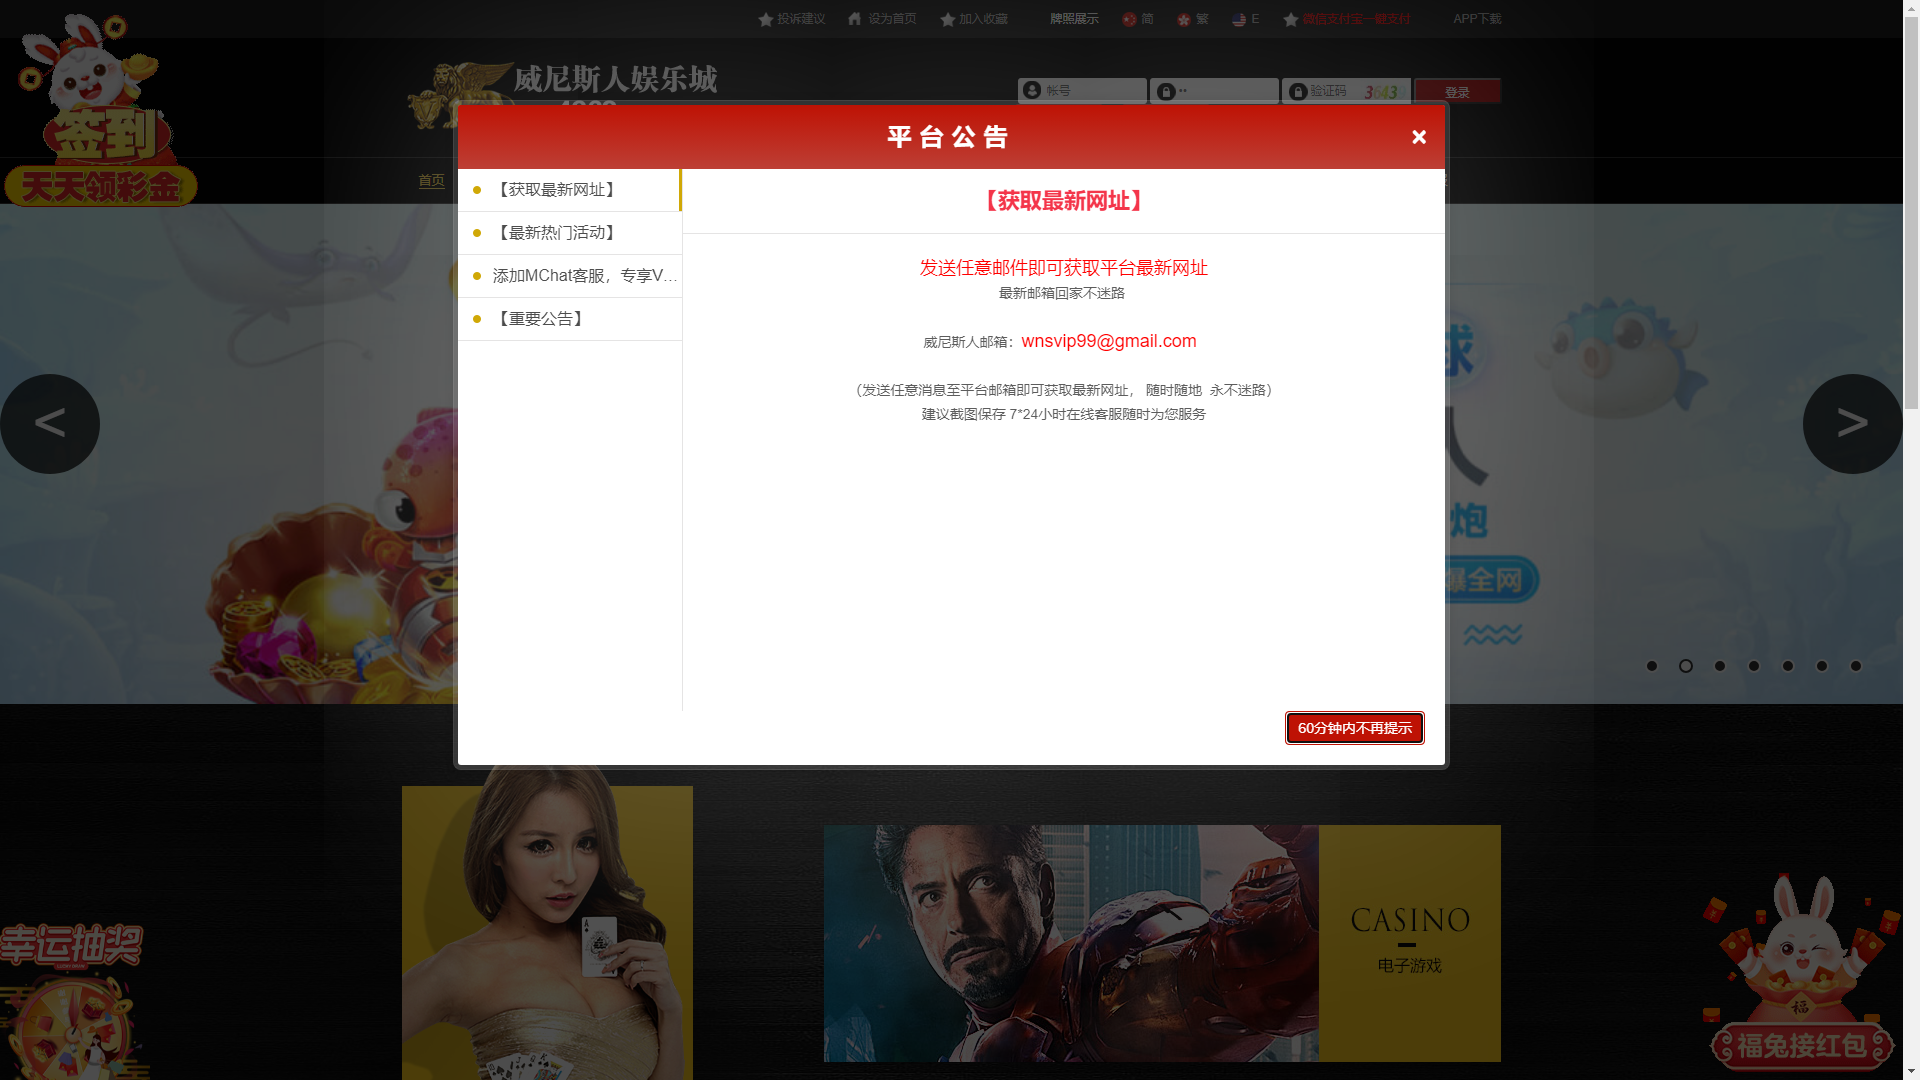 投诉建议
设为首页
加入收藏
牌照展示
简
繁
E
微信支付宝一键支付
APP下载
签到
天天领彩金
威尼斯人娱乐城
帐号
验证码
36439
登录
首页
平台公告
×
【获取最新网址】
【最新热门活动】
添加MChat客服，专享V...
【重要公告】
【获取最新网址】
发送任意邮件即可获取平台最新网址
最新邮箱回家不迷路
威尼斯人邮箱：wnsvip99@gmail.com
（发送任意消息至平台邮箱即可获取最新网址， 随时随地 永不迷路）
建议截图保存 7*24小时在线客服随时为您服务
60分钟内不再提示
<
>
球
人
炮
爆全网
幸运抽奖
CASINO
电子游戏
福
福兔接红包